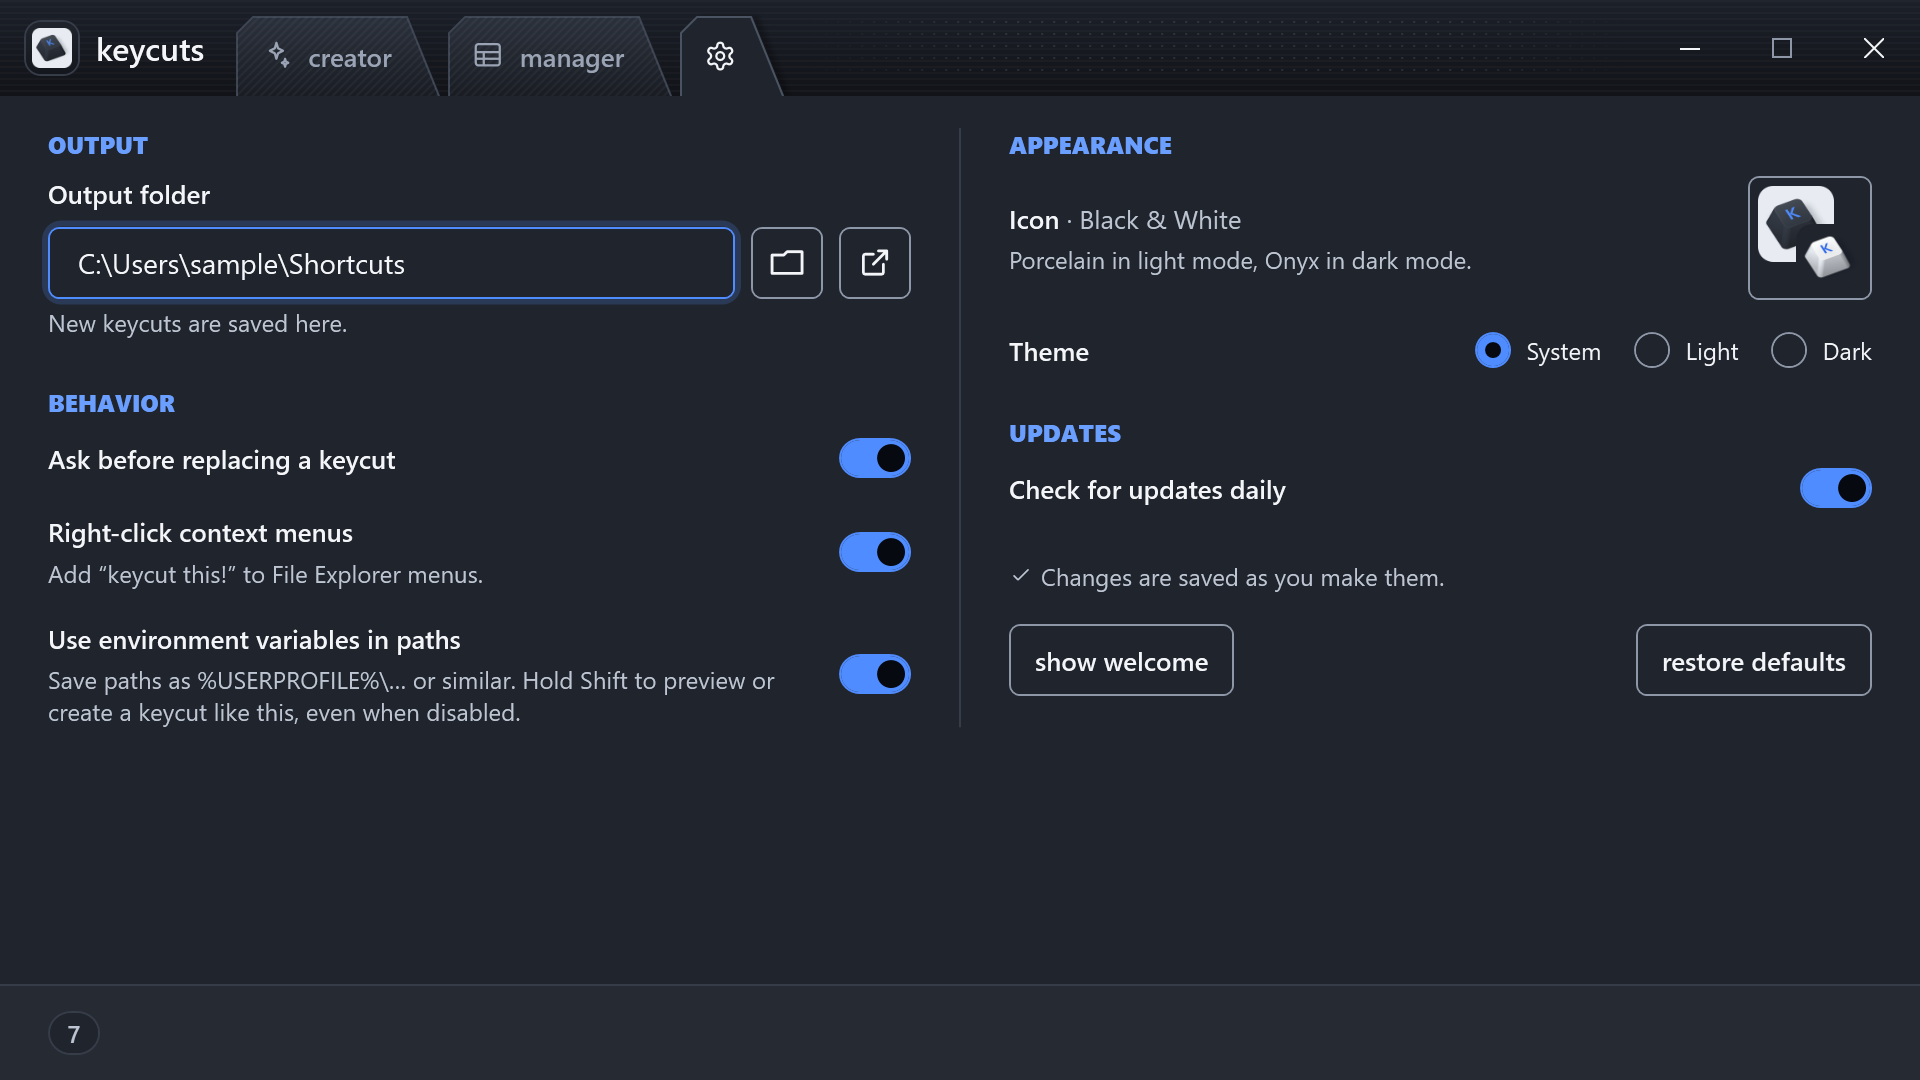 keycuts
creator
manager
OUTPUT
Output folder
C:\Users\sample\Shortcuts
New keycuts are saved here.
BEHAVIOR
Ask before replacing a keycut
Right-click context menus
Add “keycut this!” to File Explorer menus.
Use environment variables in paths
Save paths as %USERPROFILE%\... or similar. Hold Shift to preview or
create a keycut like this, even when disabled.
APPEARANCE
Icon · Black & White
Porcelain in light mode, Onyx in dark mode.
K
K
Theme
System
Light
Dark
UPDATES
Check for updates daily
Changes are saved as you make them.
show welcome
restore defaults
7